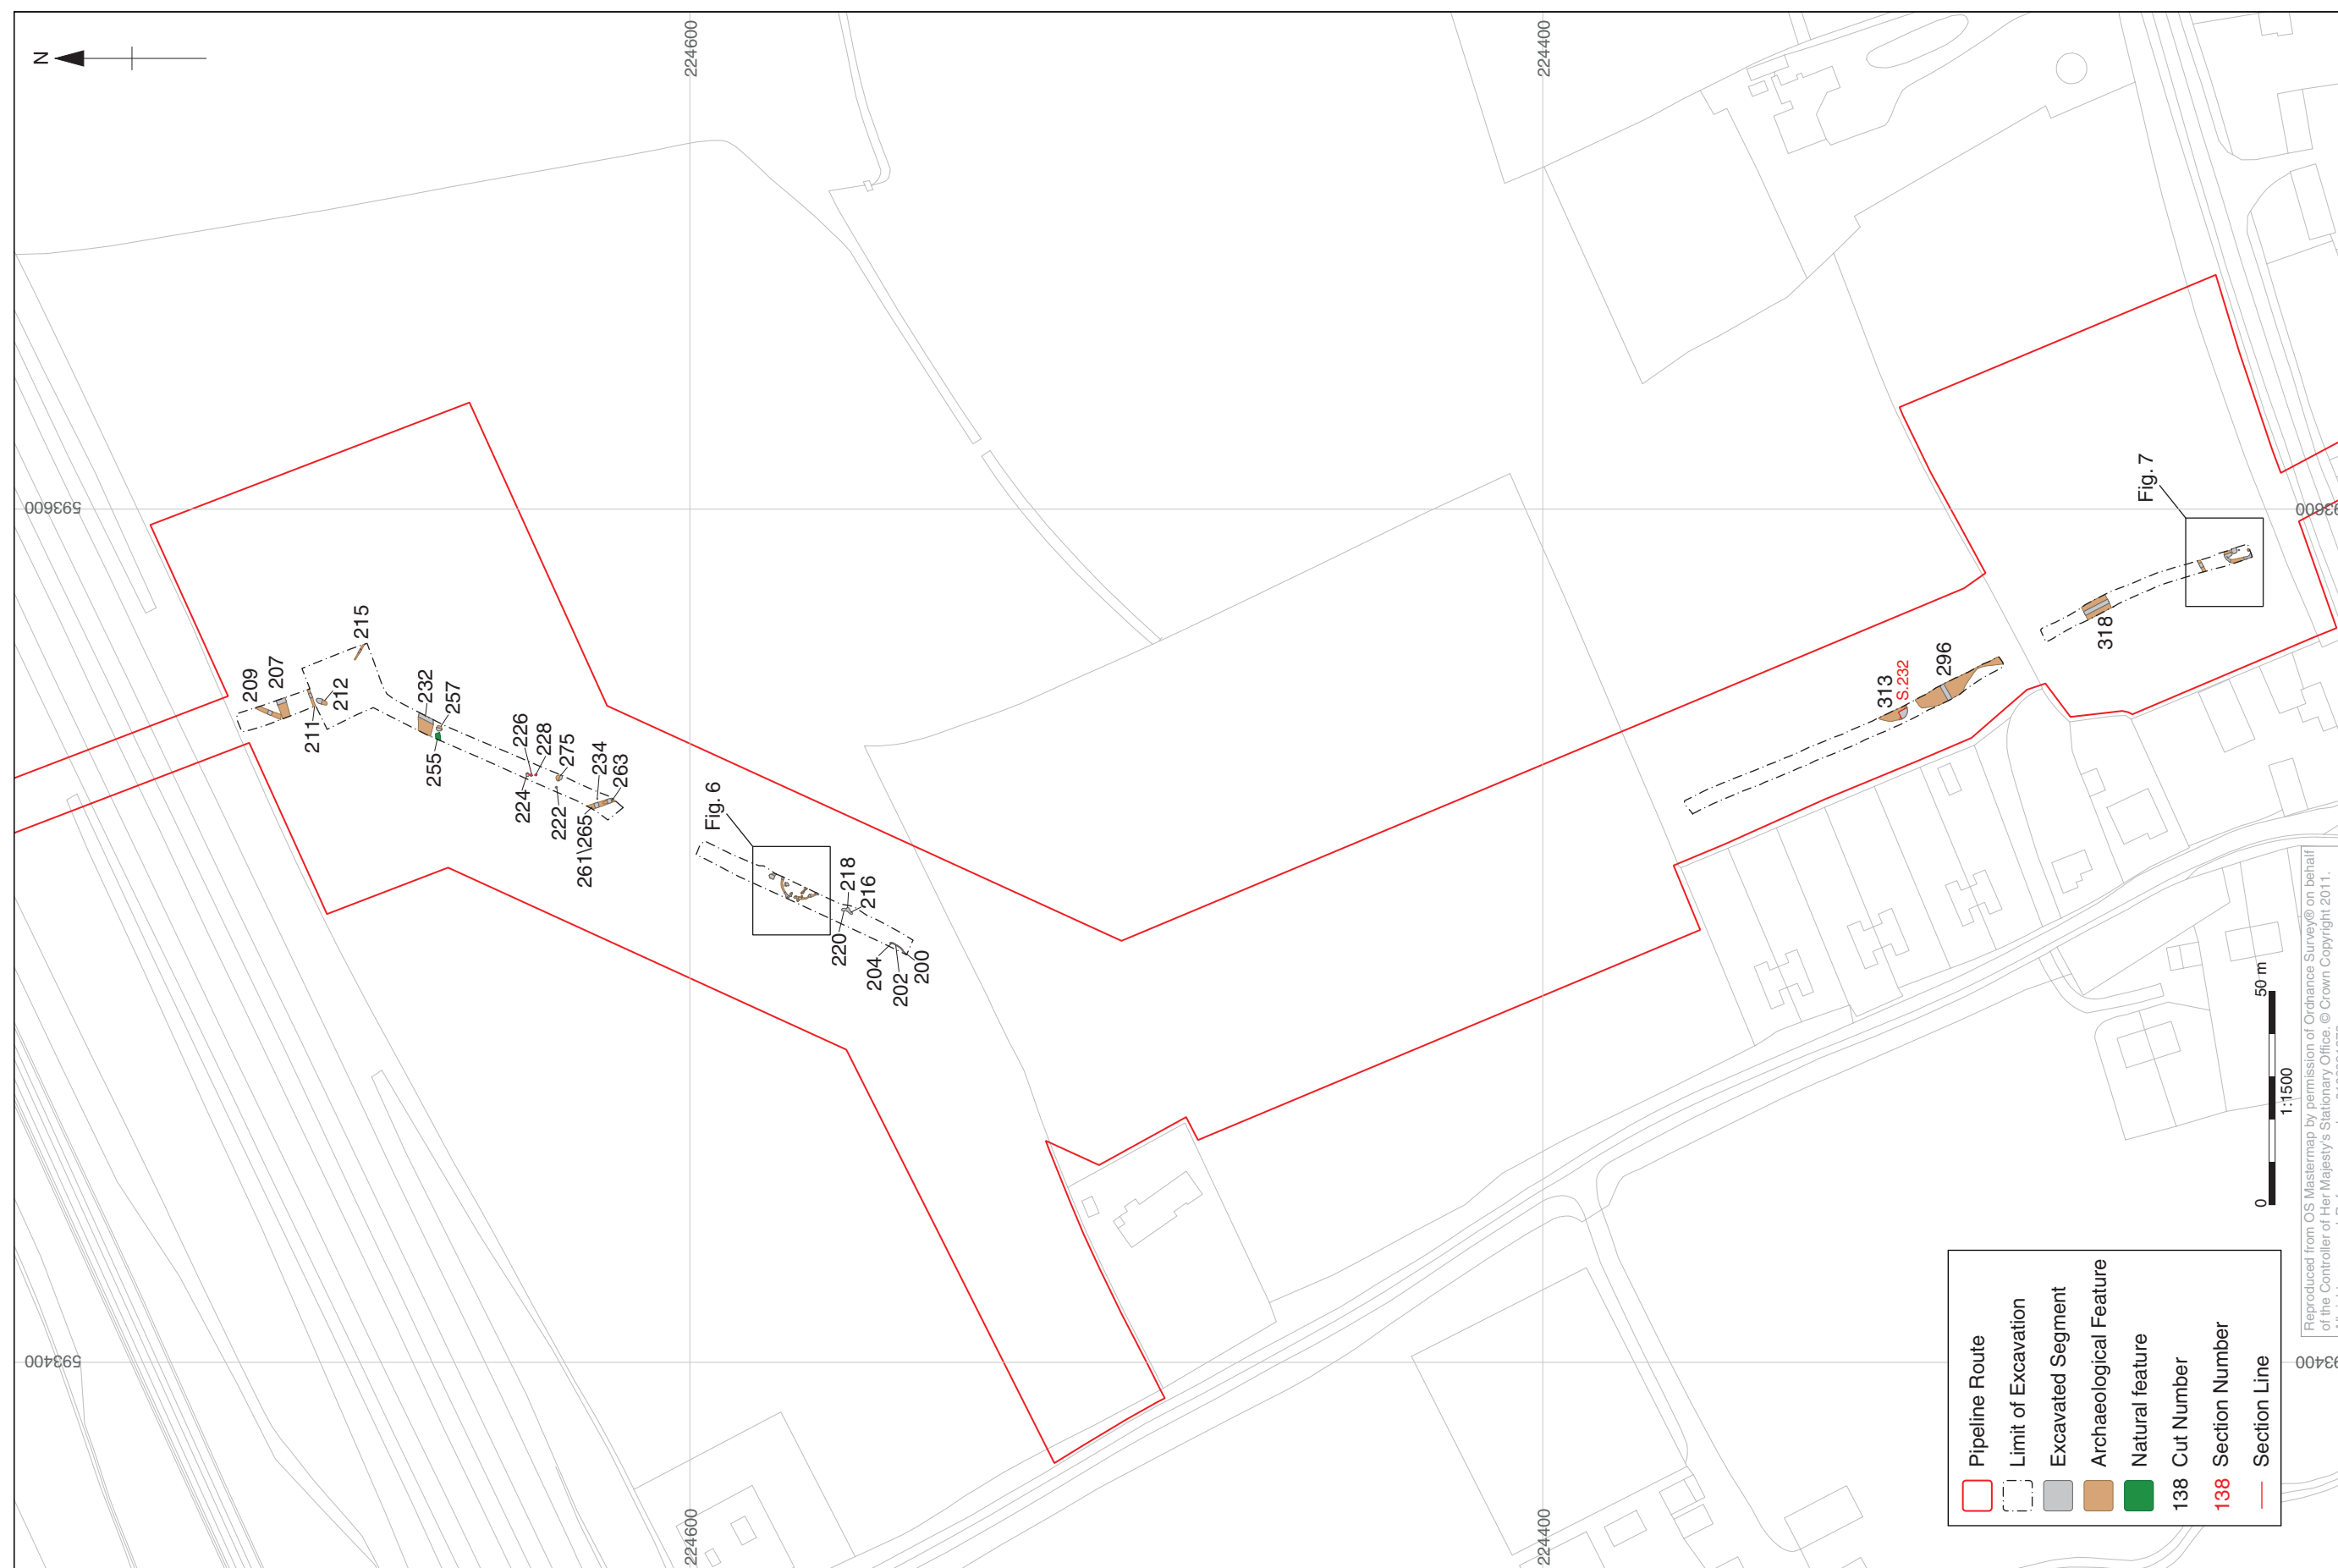 N
224600
224400
593600
93600
215
209
207
212
211
232
257
255
226
228
224
275
222
234
263
261\265
Fig. 6
218
216
220
204
202
200
Fig. 7
318
313
S.232
296
593400
93400
224600
224400
Pipeline Route
Limit of Excavation
Excavated Segment
Archaeological Feature
Natural feature
138 Cut Number
138 Section Number
Section Line
0
50 m
1:1500
Reproduced from OS Mastermap by permission of Ordnance Survey® on behalf
of the Controller of Her Majesty's Stationary Office. © Crown Copyright 2011.